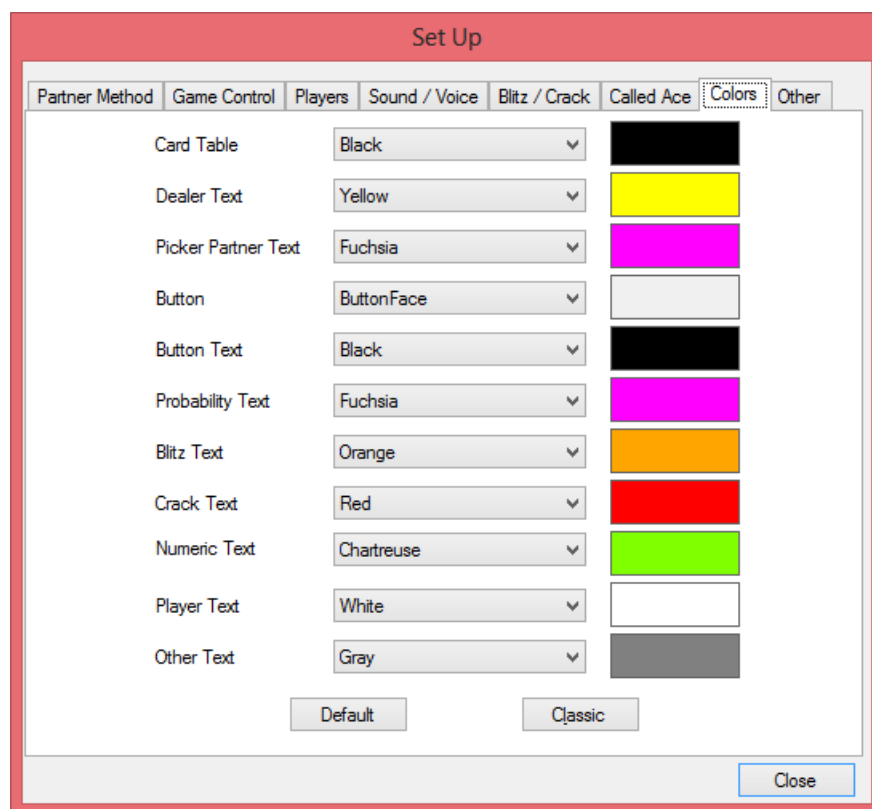 Set Up
Partner Method Game Control Players Sound / Voice Blitz / Crack Called Ace Colors Other
Card Table Black
Dealer Text Yellow
Picker Partner Text Fuchsia
Button ButtonFace
Button Text Black
Probability Text Fuchsia
Blitz Text Orange
Crack Text Red
Numeric Text Chartreuse
Player Text White
Other Text Gray
Default Classic
Close